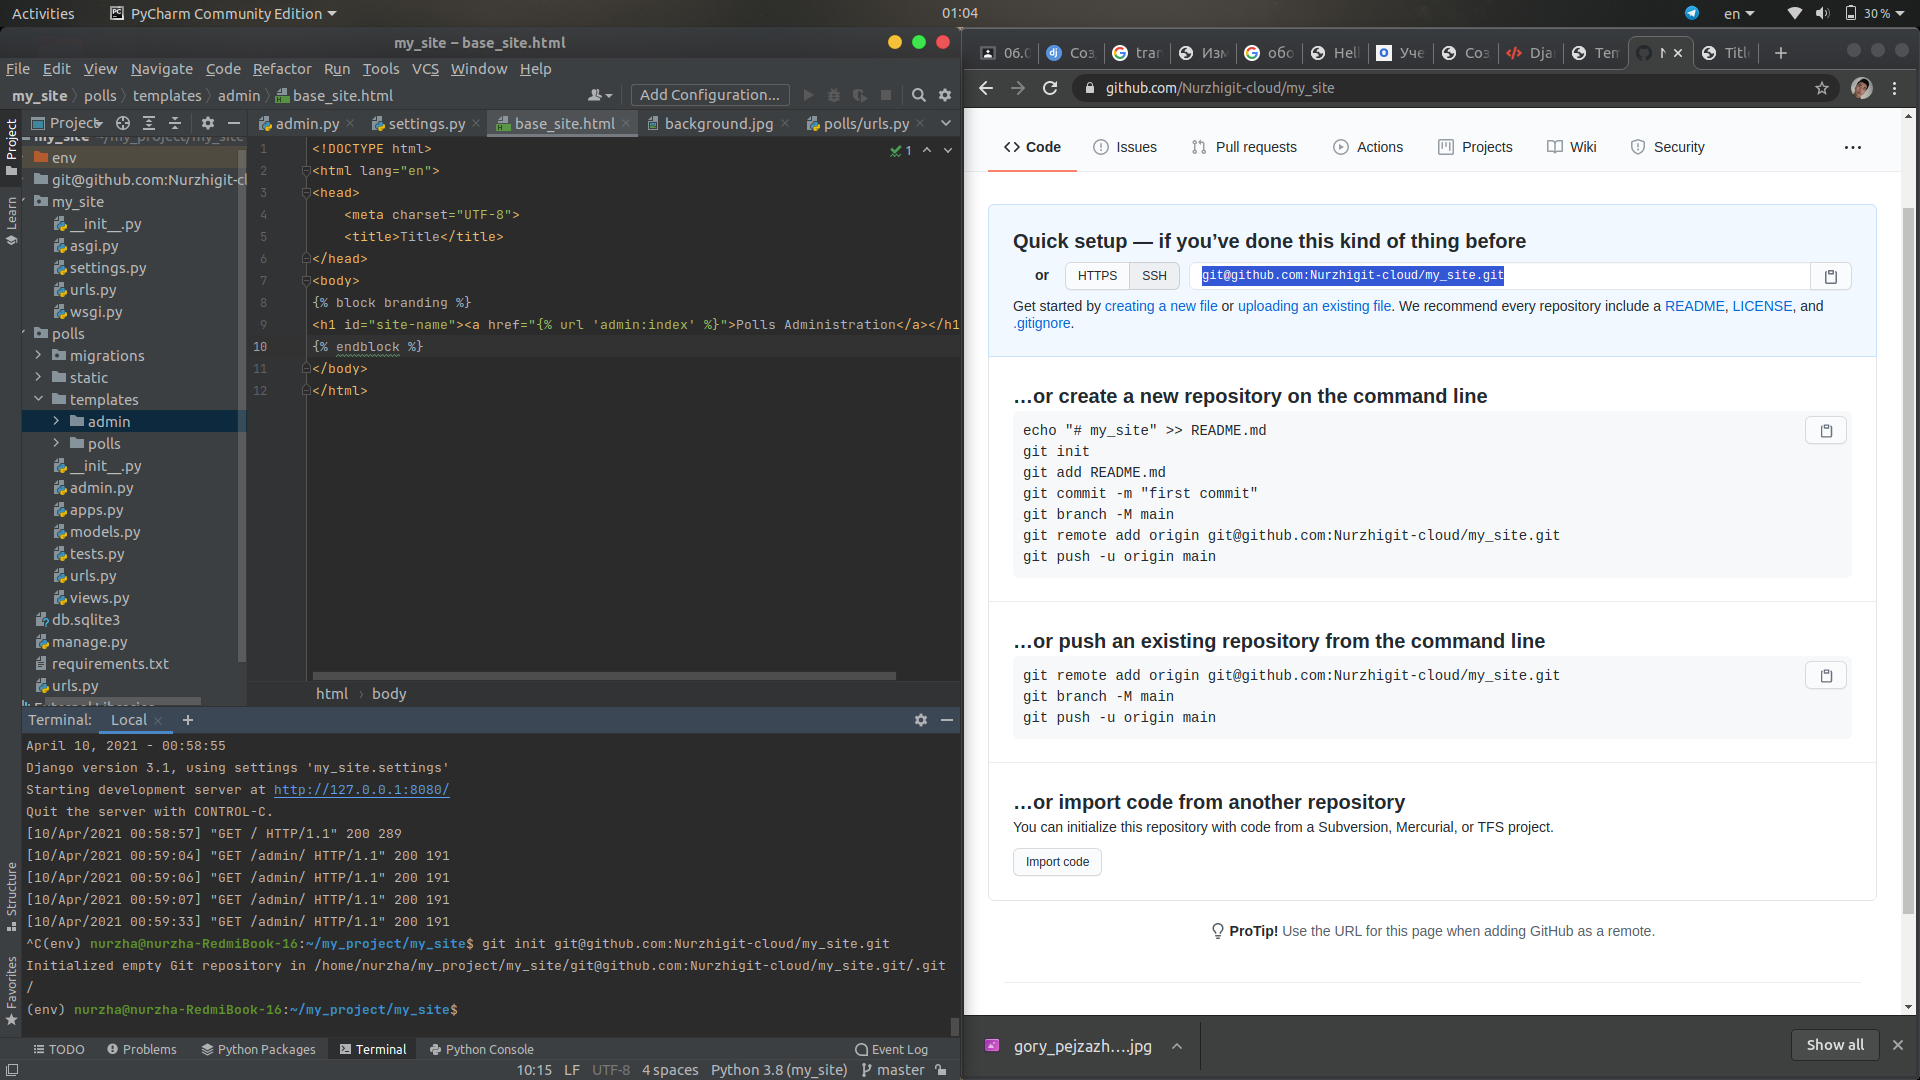 Activities
PyCharm Community Edition
01:04
en
30 %
my_site – base_site.html
File Edit View Navigate Code Refactor Run Tools VCS Window Help
my_site polls templates admin base_site.html
Add Configuration...
Project
admin.py
settings.py
base_site.html
background.jpg
polls/urls.py
Project
Learn
Structure
Favorites
env
git@github.com:Nurzhigit-cl
my_site
__init__.py
asgi.py
settings.py
urls.py
wsgi.py
polls
migrations
static
templates
admin
polls
__init__.py
admin.py
apps.py
models.py
tests.py
urls.py
views.py
db.sqlite3
manage.py
requirements.txt
urls.py
1 <!DOCTYPE html>
2 <html lang="en">
3 <head>
4 <meta charset="UTF-8">
5 <title>Title</title>
6 </head>
7 <body>
8 {% block branding %}
9 <h1 id="site-name"><a href="{% url 'admin:index' %}">Polls Administration</a></h1
10 {% endblock %}
11 </body>
12 </html>
1
html body
Terminal: Local
April 10, 2021 - 00:58:55
Django version 3.1, using settings 'my_site.settings'
Starting development server at http://127.0.0.1:8080/
Quit the server with CONTROL-C.
[10/Apr/2021 00:58:57] "GET / HTTP/1.1" 200 289
[10/Apr/2021 00:59:04] "GET /admin/ HTTP/1.1" 200 191
[10/Apr/2021 00:59:06] "GET /admin/ HTTP/1.1" 200 191
[10/Apr/2021 00:59:07] "GET /admin/ HTTP/1.1" 200 191
[10/Apr/2021 00:59:33] "GET /admin/ HTTP/1.1" 200 191
^C(env) nurzha@nurzha-RedmiBook-16:~/my_project/my_site$ git init git@github.com:Nurzhigit-cloud/my_site.git
Initialized empty Git repository in /home/nurzha/my_project/my_site/git@github.com:Nurzhigit-cloud/my_site.git/.git
/
(env) nurzha@nurzha-RedmiBook-16:~/my_project/my_site$
TODO Problems Python Packages Terminal Python Console Event Log
10:15 LF UTF-8 4 spaces Python 3.8 (my_site) master
06.0 Соз tran Изм обо Hell Уче Соз Dja Tem Title
github.com/Nurzhigit-cloud/my_site
Code Issues Pull requests Actions Projects Wiki Security
Quick setup — if you've done this kind of thing before
or HTTPS SSH git@github.com:Nurzhigit-cloud/my_site.git
Get started by creating a new file or uploading an existing file. We recommend every repository include a README, LICENSE, and
.gitignore.
…or create a new repository on the command line
echo "# my_site" >> README.md
git init
git add README.md
git commit -m "first commit"
git branch -M main
git remote add origin git@github.com:Nurzhigit-cloud/my_site.git
git push -u origin main
…or push an existing repository from the command line
git remote add origin git@github.com:Nurzhigit-cloud/my_site.git
git branch -M main
git push -u origin main
…or import code from another repository
You can initialize this repository with code from a Subversion, Mercurial, or TFS project.
Import code
ProTip! Use the URL for this page when adding GitHub as a remote.
gory_pejzazh....jpg
Show all